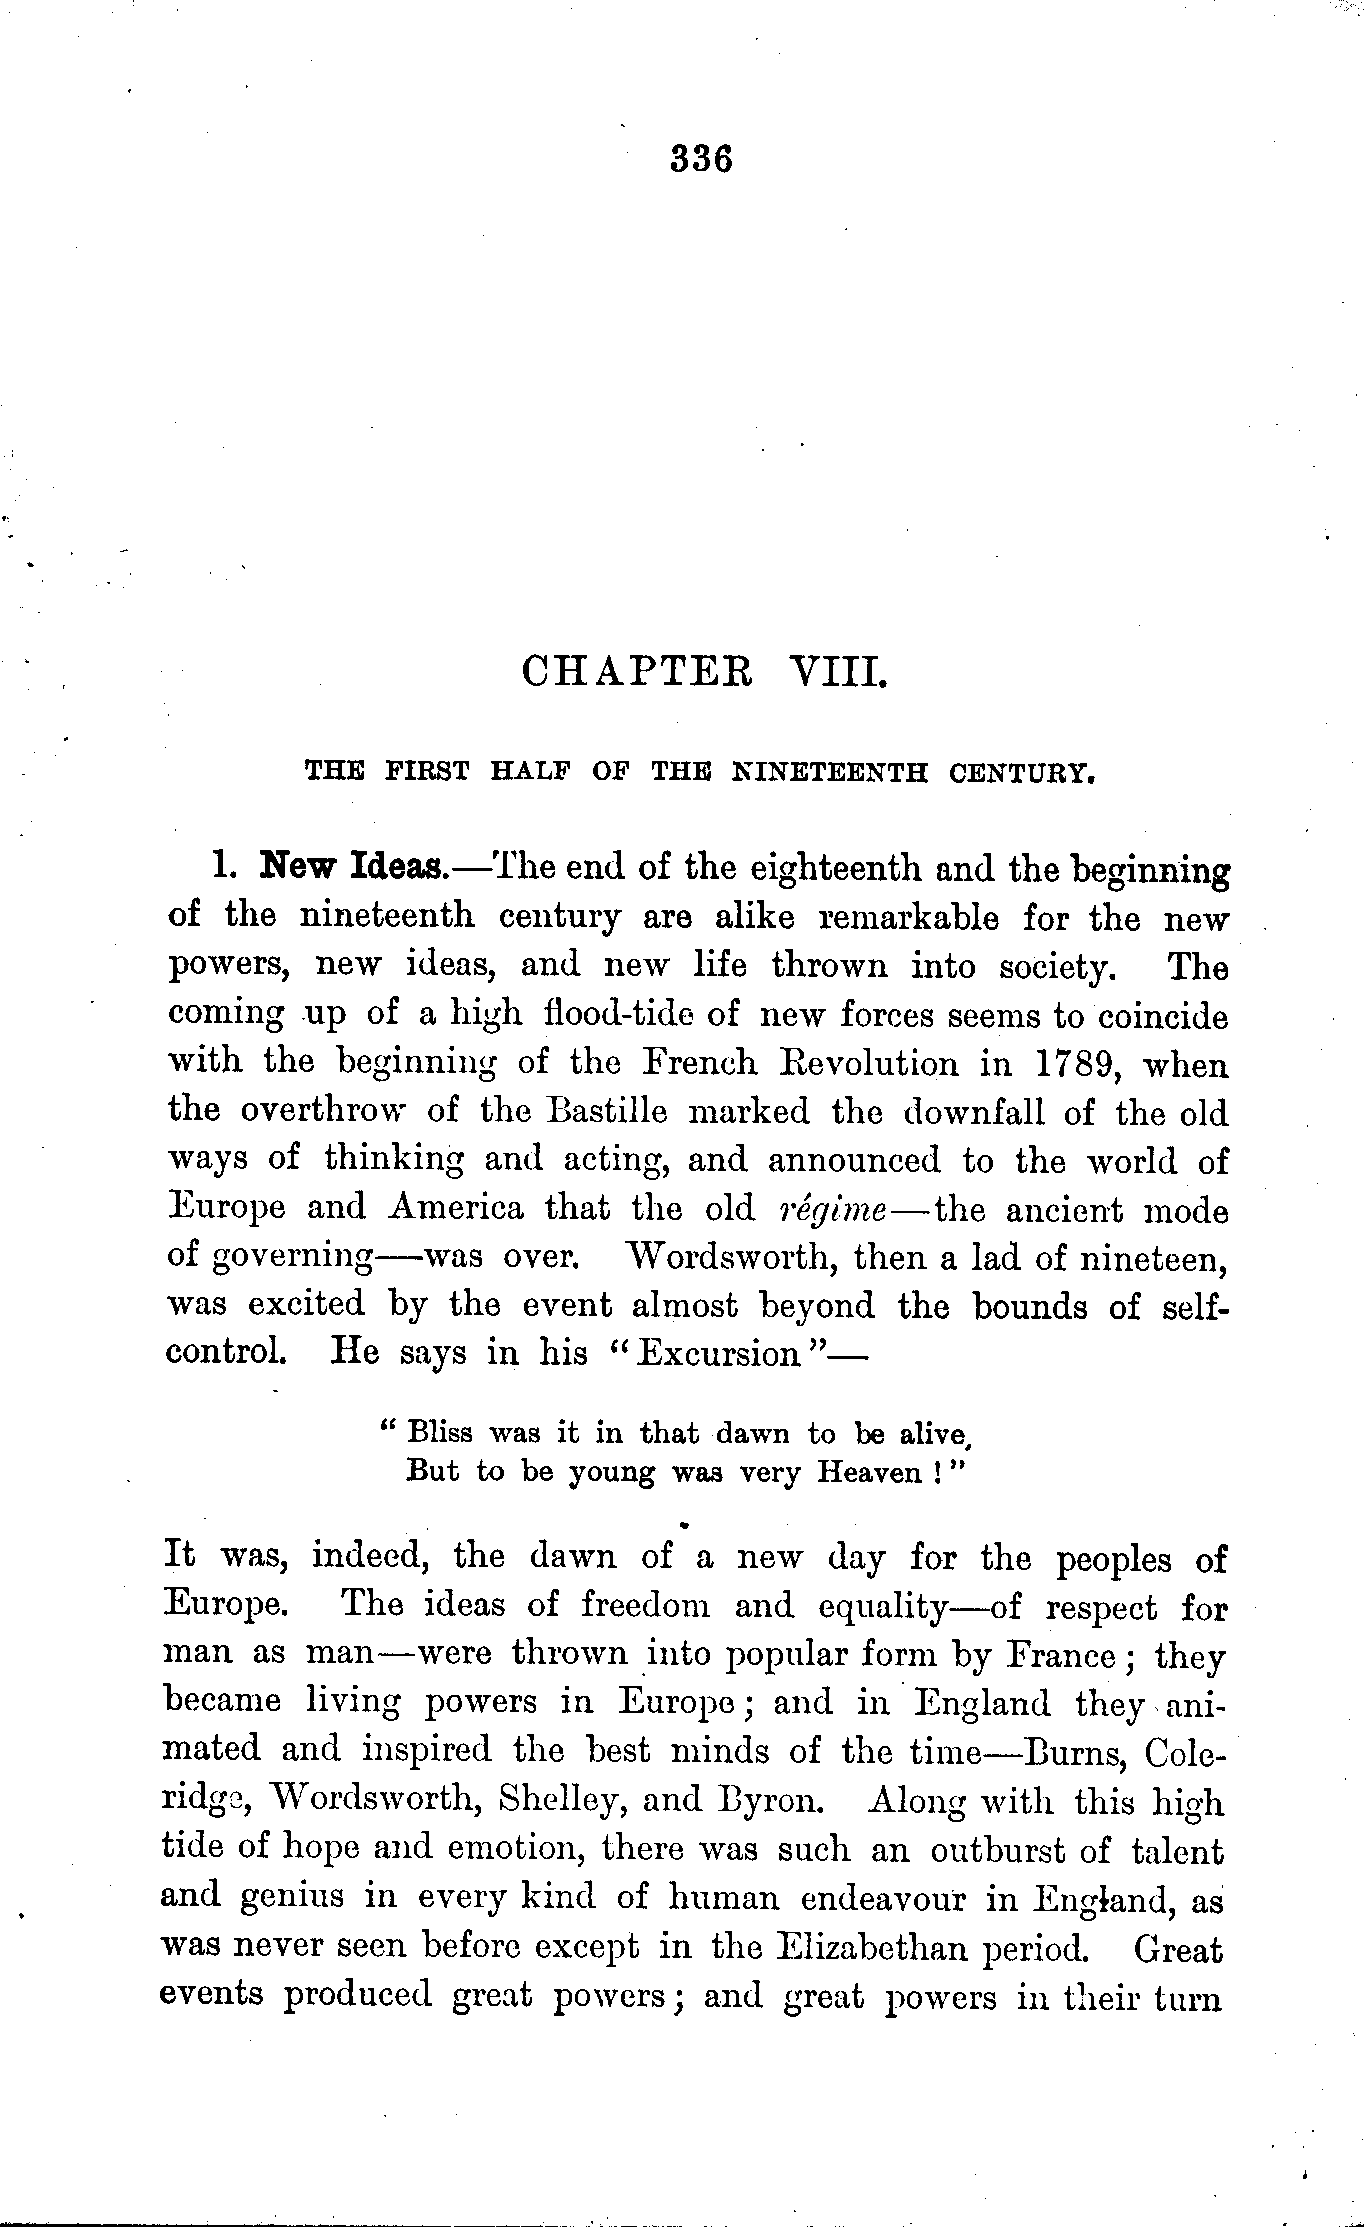 336
CHAPTER VIII.
THE FIRST HALF OF THE NINETEENTH CENTURY.
1. New Ideas.—The end of the eighteenth and the beginning
of the nineteenth century are alike remarkable for the new
powers, new ideas, and new life thrown into society. The
coming up of a high flood-tide of new forces seems to coincide
with the beginning of the French Revolution in 1789, when
the overthrow of the Bastille marked the downfall of the old
ways of thinking and acting, and announced to the world of
Europe and America that the old régime—the ancient mode
of governing—was over. Wordsworth, then a lad of nineteen,
was excited by the event almost beyond the bounds of self-
control. He says in his “Excursion”—
“Bliss was it in that dawn to be alive,
But to be young was very Heaven!”
It was, indeed, the dawn of a new day for the peoples of
Europe. The ideas of freedom and equality—of respect for
man as man—were thrown into popular form by France; they
became living powers in Europe; and in England they ani-
mated and inspired the best minds of the time—Burns, Cole-
ridge, Wordsworth, Shelley, and Byron. Along with this high
tide of hope and emotion, there was such an outburst of talent
and genius in every kind of human endeavour in England, as
was never seen before except in the Elizabethan period. Great
events produced great powers; and great powers in their turn